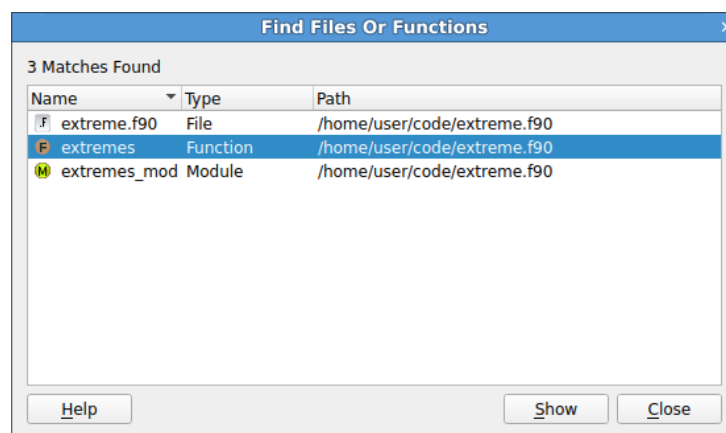 Find Files Or Functions
3 Matches Found
Name Type Path
.F extreme.f90 File /home/user/code/extreme.f90
F extremes Function /home/user/code/extreme.f90
M extremes_mod Module /home/user/code/extreme.f90
Help Show Close